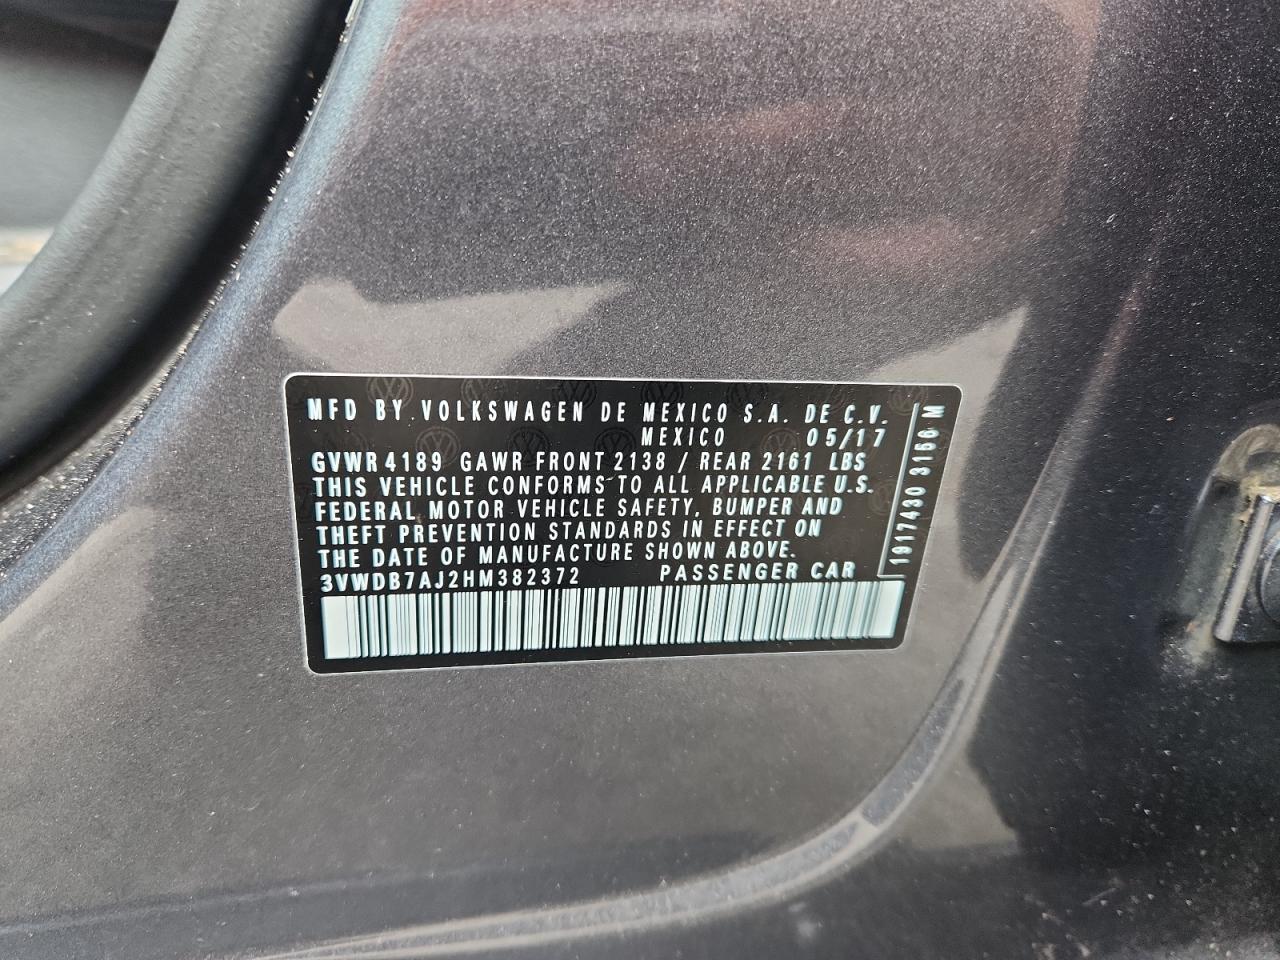 MFD BY VOLKSWAGEN DE MEXICO S.A. DE C.V.
MEXICO 05/17
GVWR 4189 GAWR FRONT 2138 / REAR 2161 LBS
THIS VEHICLE CONFORMS TO ALL APPLICABLE U.S.
FEDERAL MOTOR VEHICLE SAFETY, BUMPER AND
THEFT PREVENTION STANDARDS IN EFFECT ON
THE DATE OF MANUFACTURE SHOWN ABOVE.
3VWDB7AJ2HM382372 PASSENGER CAR
1917430 3166 M